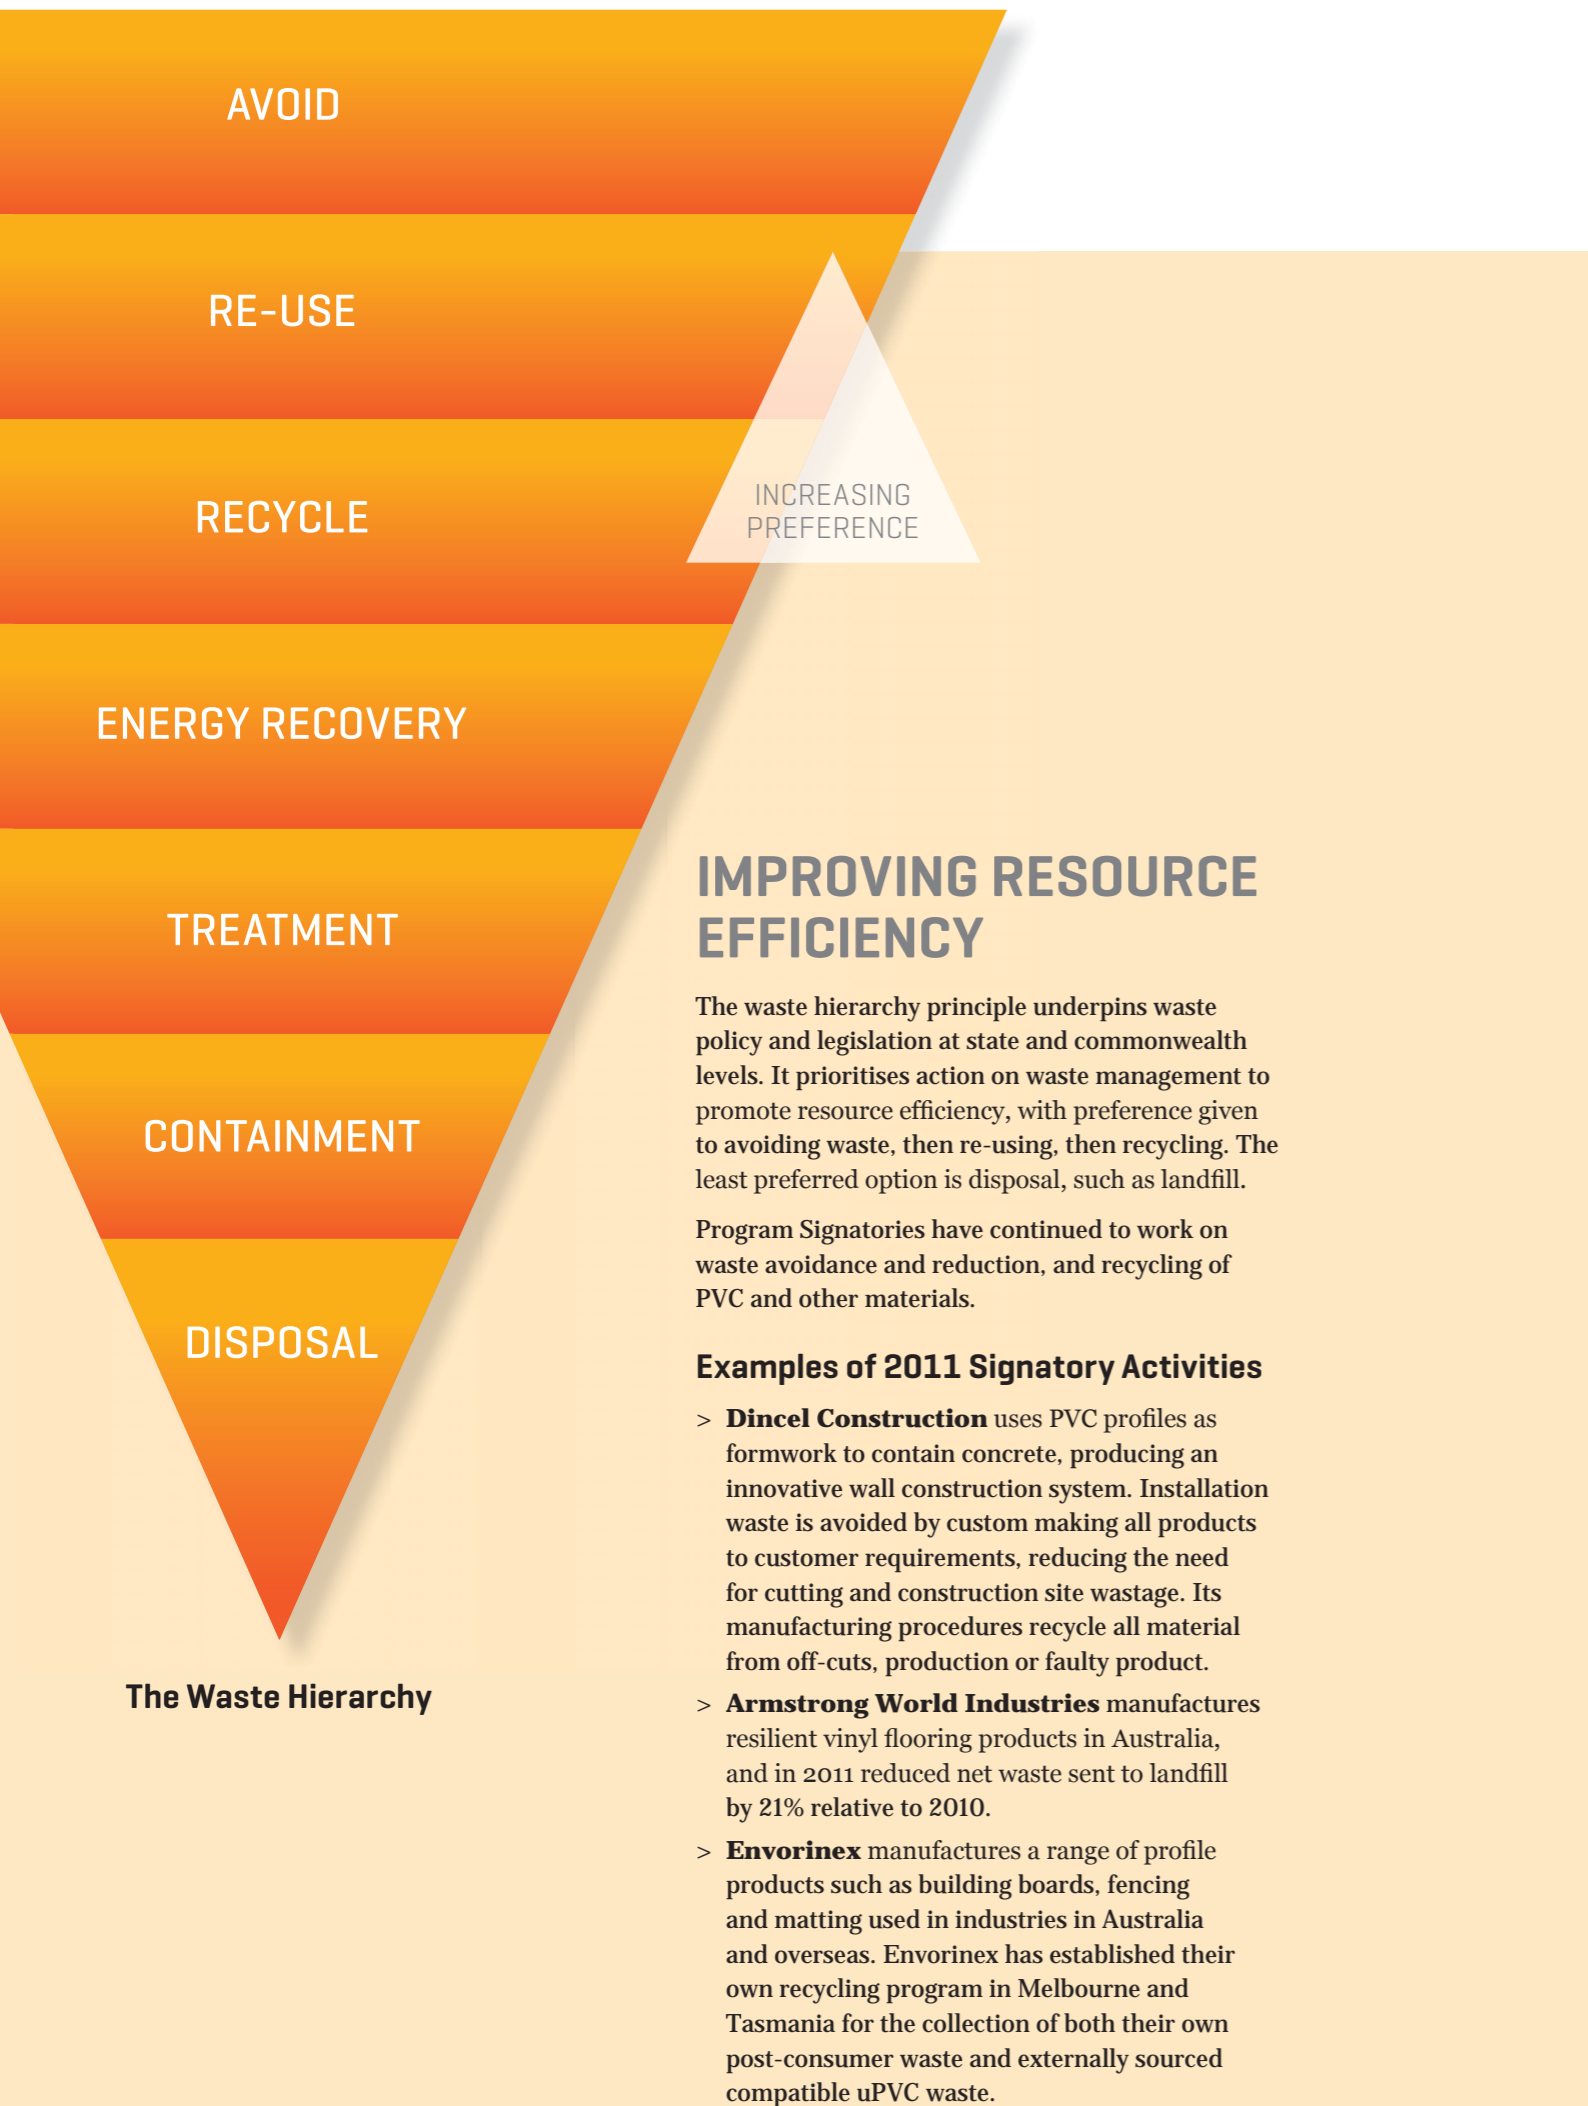 AVOID
RE-USE
RECYCLE
INCREASING
PREFERENCE
ENERGY RECOVERY
TREATMENT
CONTAINMENT
DISPOSAL
The Waste Hierarchy
IMPROVING RESOURCE
EFFICIENCY
The waste hierarchy principle underpins waste
policy and legislation at state and commonwealth
levels. It prioritises action on waste management to
promote resource efficiency, with preference given
to avoiding waste, then re-using, then recycling. The
least preferred option is disposal, such as landfill.
Program Signatories have continued to work on
waste avoidance and reduction, and recycling of
PVC and other materials.
Examples of 2011 Signatory Activities
> Dincel Construction uses PVC profiles as
formwork to contain concrete, producing an
innovative wall construction system. Installation
waste is avoided by custom making all products
to customer requirements, reducing the need
for cutting and construction site wastage. Its
manufacturing procedures recycle all material
from off-cuts, production or faulty product.
> Armstrong World Industries manufactures
resilient vinyl flooring products in Australia,
and in 2011 reduced net waste sent to landfill
by 21% relative to 2010.
> Envorinex manufactures a range of profile
products such as building boards, fencing
and matting used in industries in Australia
and overseas. Envorinex has established their
own recycling program in Melbourne and
Tasmania for the collection of both their own
post-consumer waste and externally sourced
compatible uPVC waste.